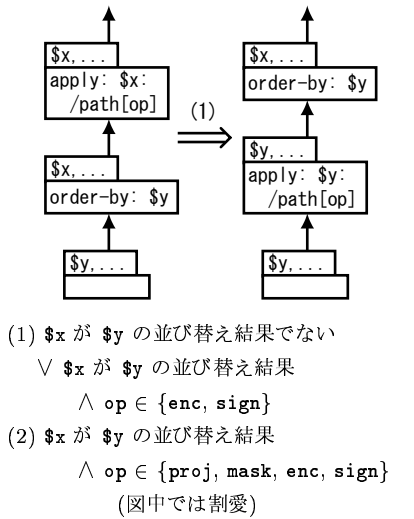 $x,...
apply: $x:
/path[op]
$x,...
order-by: $y
$y,...
(1)
$x,...
order-by: $y
$y,...
apply: $y:
/path[op]
$y,...
(1) $x が $y の並び替え結果でない
∨ $x が $y の並び替え結果
∧ op ∈ {enc, sign}
(2) $x が $y の並び替え結果
∧ op ∈ {proj, mask, enc, sign}
(図中では割愛)